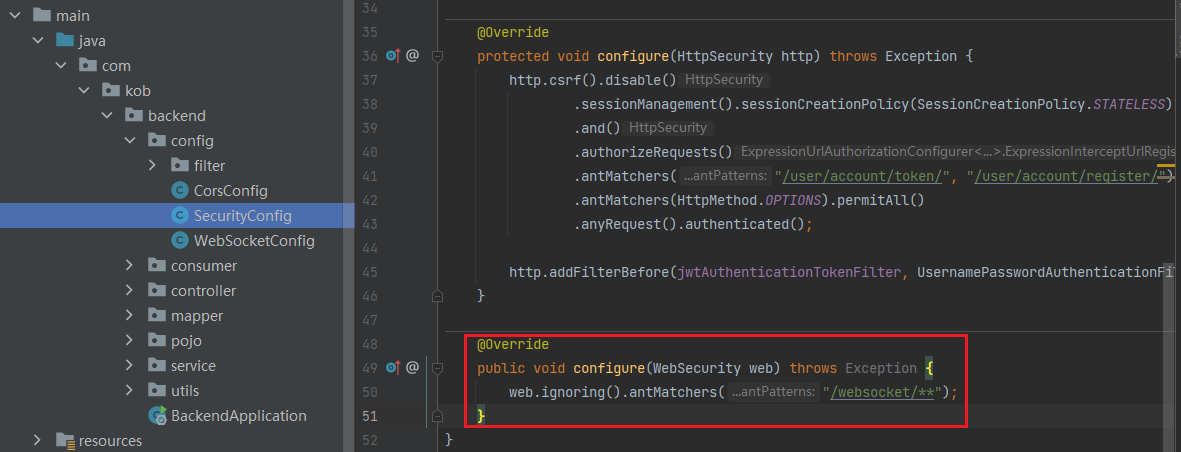 main
java
com
kob
backend
config
filter
CorsConfig
SecurityConfig
WebSocketConfig
consumer
controller
mapper
pojo
service
utils
BackendApplication
resources
34
35 @Override
36 @ protected void configure(HttpSecurity http) throws Exception {
37 http.csrf().disable() HttpSecurity
38 .sessionManagement().sessionCreationPolicy(SessionCreationPolicy.STATELESS)
39 .and() HttpSecurity
40 .authorizeRequests() ExpressionUrlAuthorizationConfigurer<...>.ExpressionInterceptUrlRegis
41 .antMatchers( ...antPatterns: "/user/account/token/", "/user/account/register/")
42 .antMatchers(HttpMethod.OPTIONS).permitAll()
43 .anyRequest().authenticated();
44
45 http.addFilterBefore(jwtAuthenticationTokenFilter, UsernamePasswordAuthenticationFi
46 }
47
48 @Override
49 @ public void configure(WebSecurity web) throws Exception {
50 web.ignoring().antMatchers( ...antPatterns: "/websocket/**");
51 }
52 }